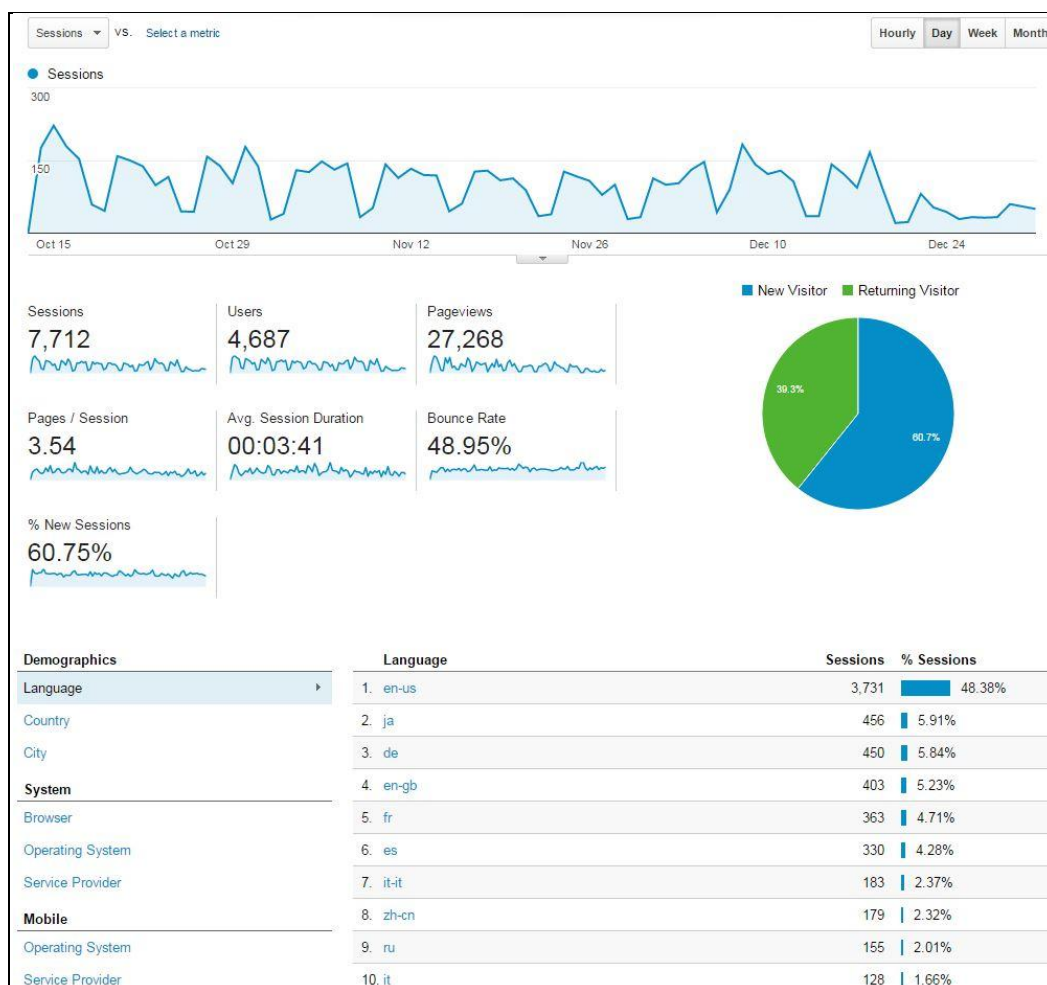 Sessions VS. Select a metric Hourly Day Week Month
Sessions
300
150
Oct 15 Oct 29 Nov 12 Nov 26 Dec 10 Dec 24
New Visitor Returning Visitor
Sessions Users Pageviews
7,712 4,687 27,268
39.3%
60.7%
Pages / Session Avg. Session Duration Bounce Rate
3.54 00:03:41 48.95%
% New Sessions
60.75%
Demographics Language Sessions % Sessions
Language 1. en-us 3,731 48.38%
Country 2. ja 456 5.91%
City 3. de 450 5.84%
System 4. en-gb 403 5.23%
Browser 5. fr 363 4.71%
Operating System 6. es 330 4.28%
Service Provider 7. it-it 183 2.37%
Mobile 8. zh-cn 179 2.32%
Operating System 9. ru 155 2.01%
Service Provider 10. it 128 1.66%